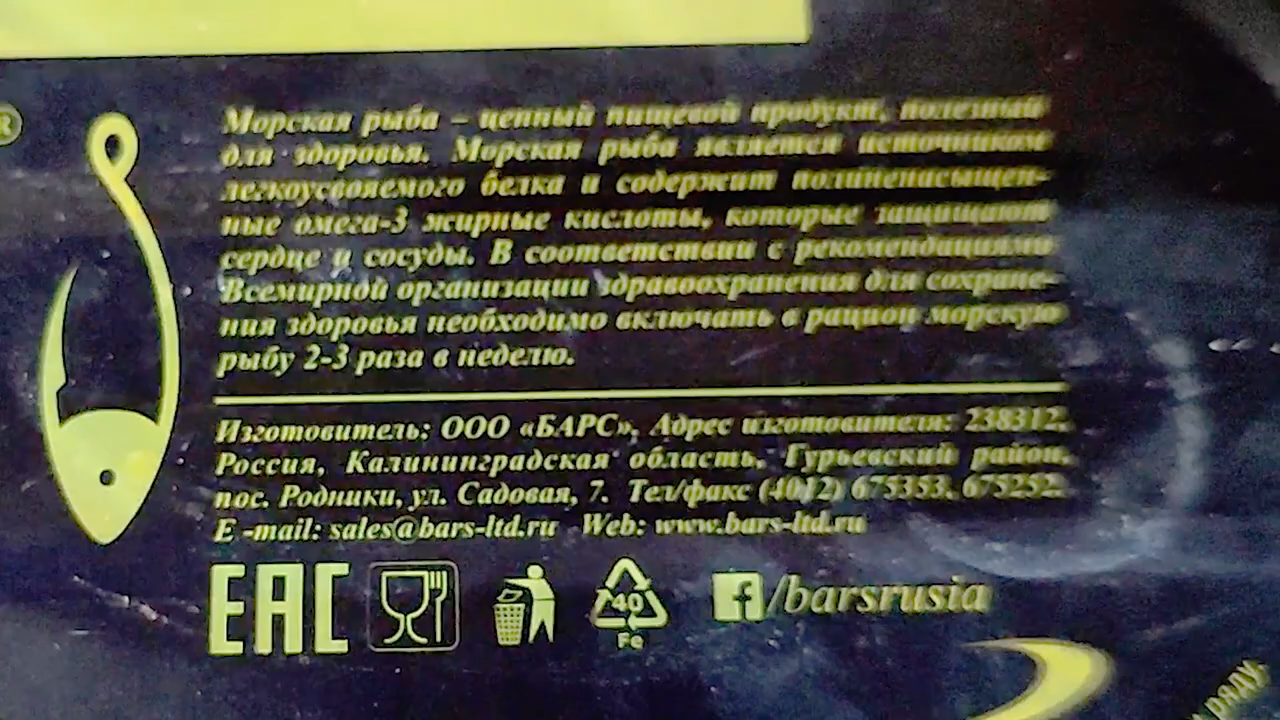 ®
Морская рыба – ценный пищевой продукт, полезный
для здоровья. Морская рыба является источником
легкоусвояемого белка и содержит полиненасыщен-
ные омега-3 жирные кислоты, которые защищают
сердце и сосуды. В соответствии с рекомендациями
Всемирной организации здравоохранения для сохране-
ния здоровья необходимо включать в рацион морскую
рыбу 2-3 раза в неделю.
Изготовитель: ООО «БАРС», Адрес изготовителя: 238312,
Россия, Калининградская область, Гурьевский район,
пос. Родники, ул. Садовая, 7. Тел/факс (4012) 675353, 675252.
E -mail: sales@bars-ltd.ru Web: www.bars-ltd.ru
EAC
40
Fe
f/barsrusia